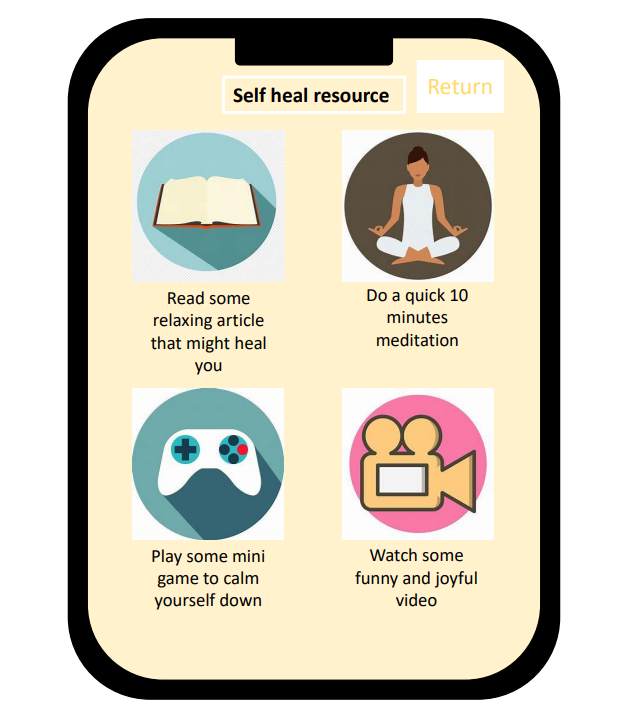 Self heal resource
Return
Read some
relaxing article
that might heal
you
Do a quick 10
minutes
meditation
Play some mini
game to calm
yourself down
Watch some
funny and joyful
video